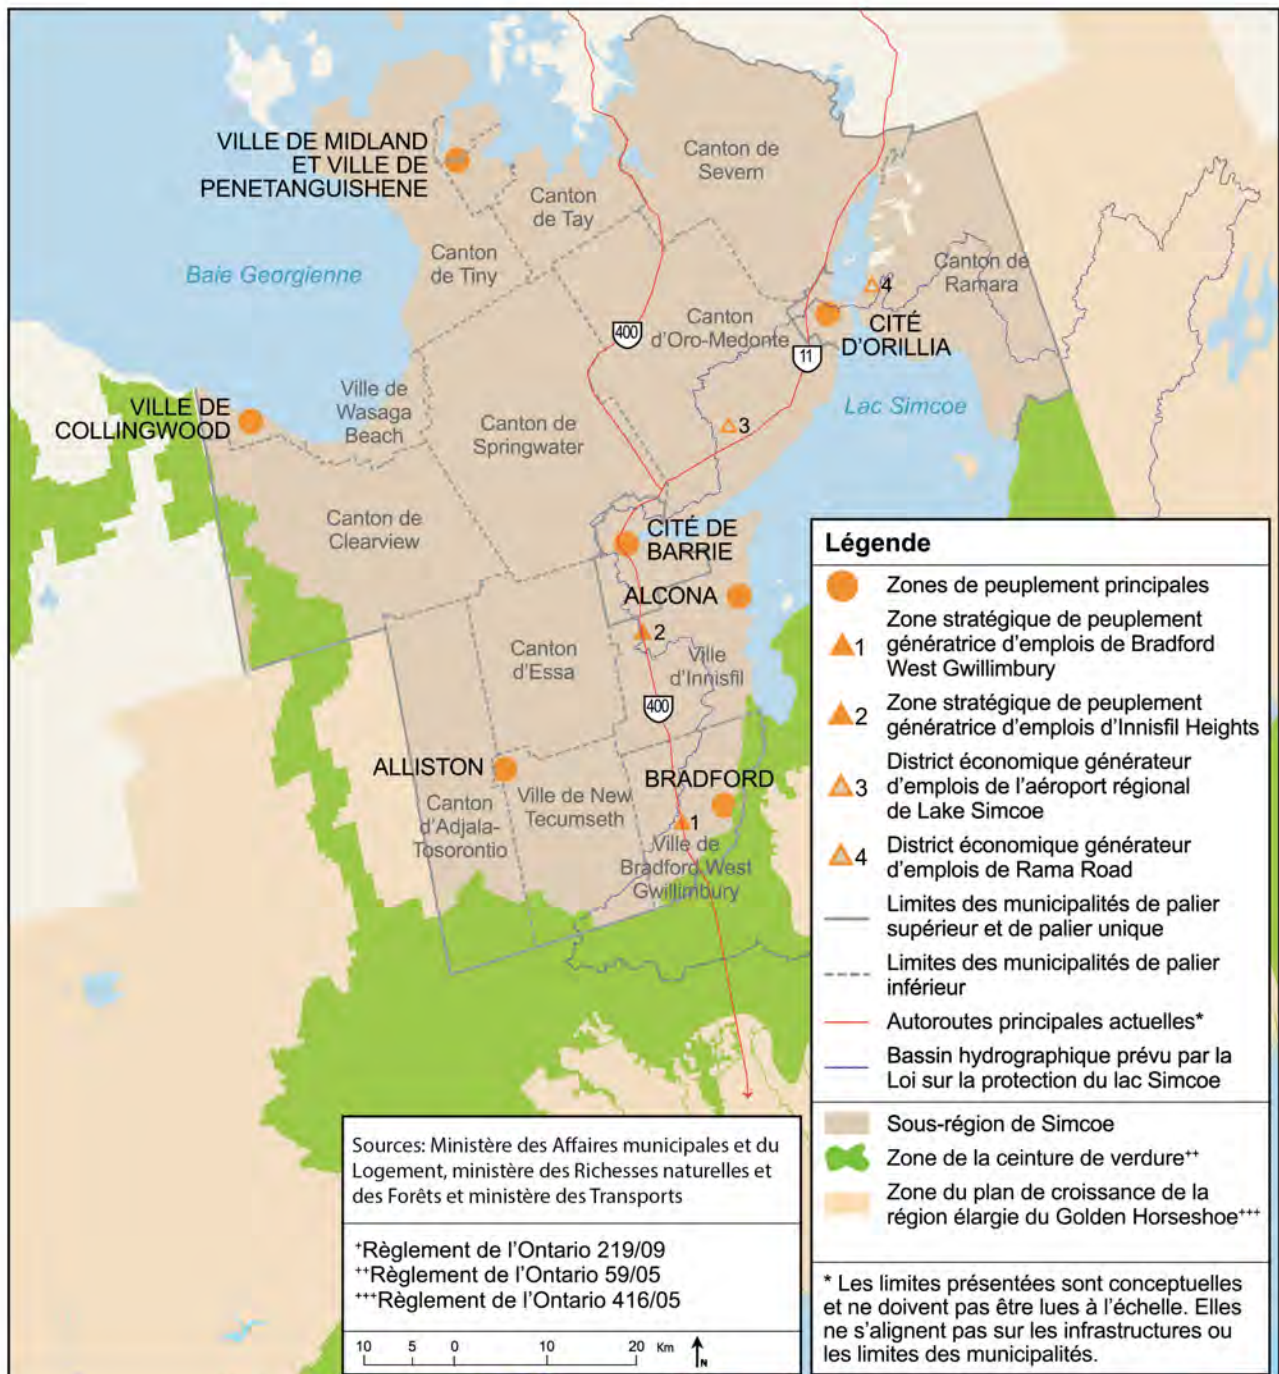 VILLE DE MIDLAND
ET VILLE DE
PENETANGUISHENE
Canton de
Severn
Canton
de Tay
Canton
de Tiny
Baie Georgienne
Canton de
Ramara
4
400
Canton
d'Oro-Medonte
CITÉ
D'ORILLIA
11
Ville de
Wasaga
Beach
VILLE DE
COLLINGWOOD
Lac Simcoe
Canton de
Springwater
3
Canton de
Clearview
CITÉ DE
BARRIE
ALCONA
2
Canton
d'Essa
Ville
d'Innisfil
400
ALLISTON
BRADFORD
Canton
d'Adjala-
Tosorontio
Ville de New
Tecumseth
1
Ville de
Bradford West
Gwillimbury
Légende
Zones de peuplement principales
1
Zone stratégique de peuplement
génératrice d'emplois de Bradford
West Gwillimbury
2
Zone stratégique de peuplement
génératrice d'emplois d'Innisfil Heights
3
District économique générateur
d'emplois de l'aéroport régional
de Lake Simcoe
4
District économique générateur
d'emplois de Rama Road
Limites des municipalités de palier
supérieur et de palier unique
Limites des municipalités de palier
inférieur
Autoroutes principales actuelles*
Bassin hydrographique prévu par la
Loi sur la protection du lac Simcoe
Sous-région de Simcoe
Zone de la ceinture de verdure++
Zone du plan de croissance de la
région élargie du Golden Horseshoe+++
* Les limites présentées sont conceptuelles
et ne doivent pas être lues à l'échelle. Elles
ne s'alignent pas sur les infrastructures ou
les limites des municipalités.
Sources: Ministère des Affaires municipales et du
Logement, ministère des Richesses naturelles et
des Forêts et ministère des Transports
+Règlement de l'Ontario 219/09
++Règlement de l'Ontario 59/05
+++Règlement de l'Ontario 416/05
10 5 0 10 20 Km N